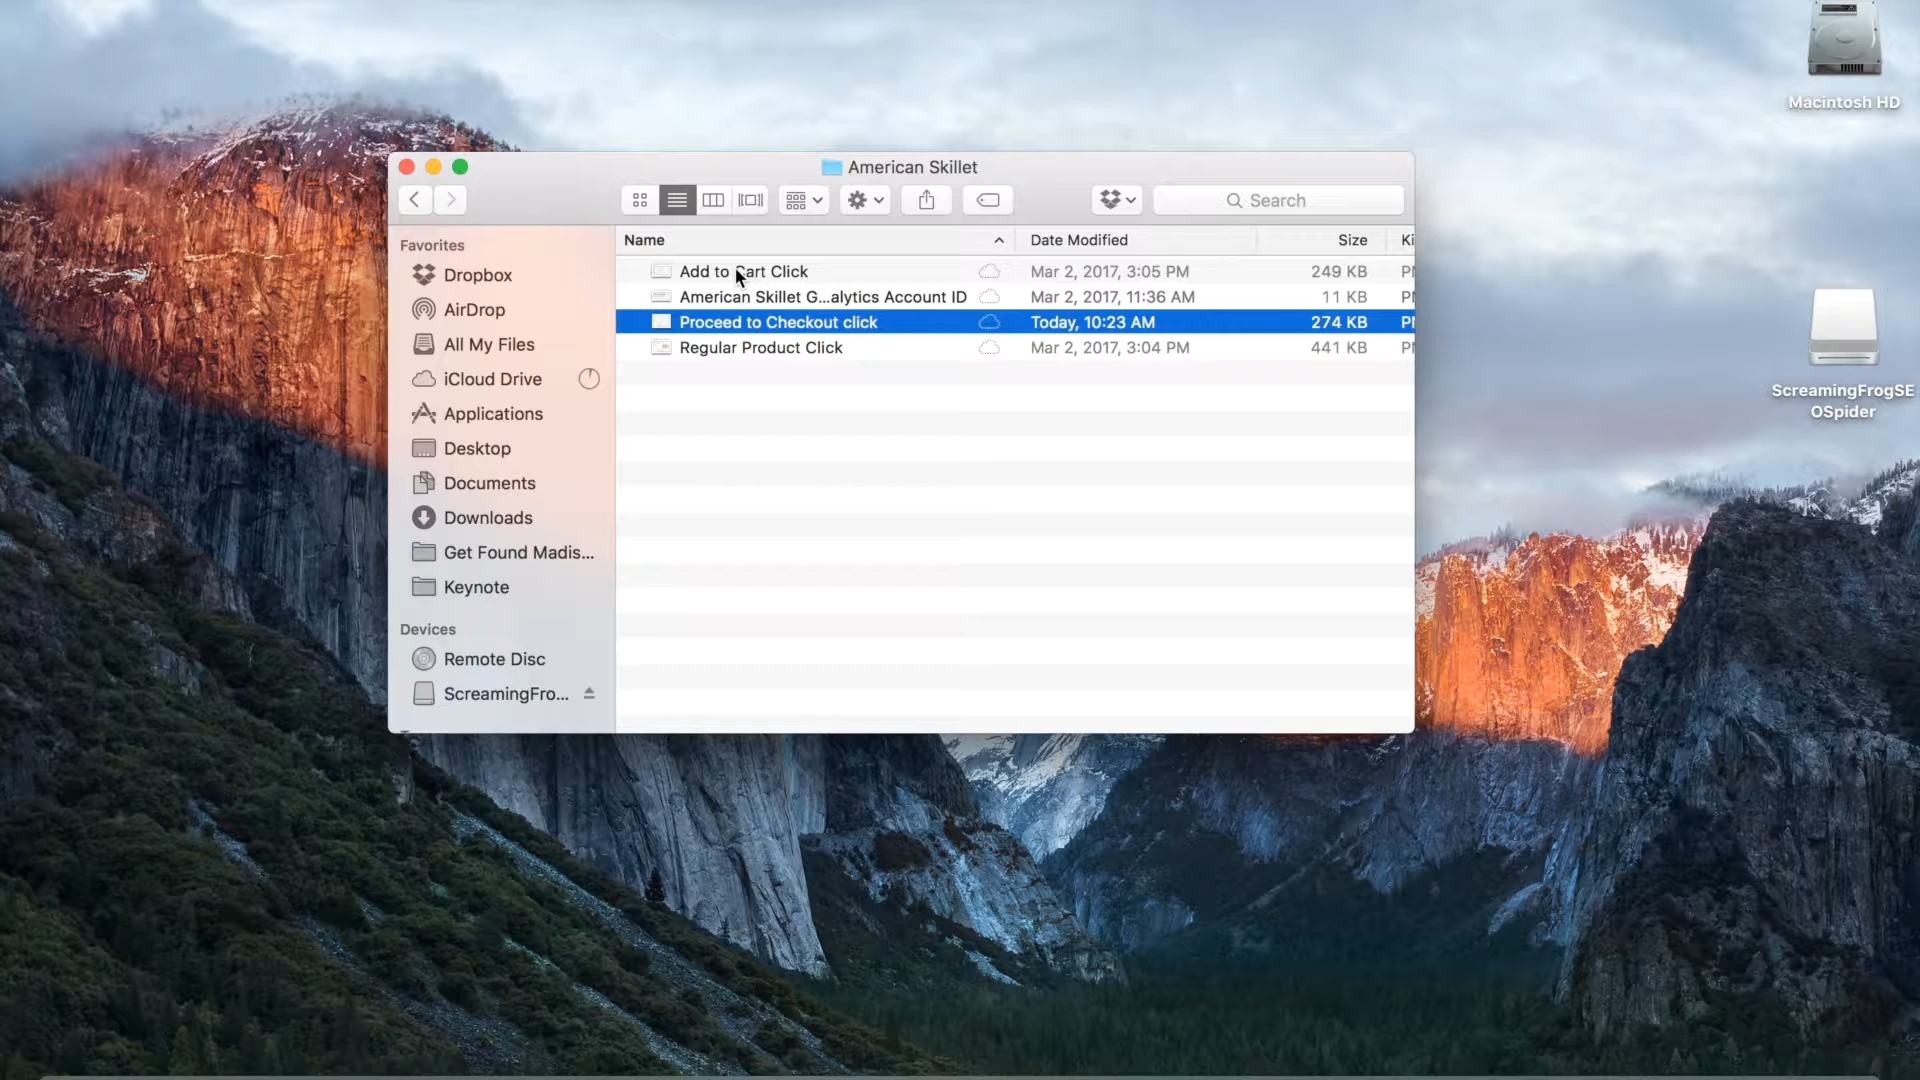 Macintosh HD
American Skillet
Search
Favorites
Dropbox
AirDrop
All My Files
iCloud Drive
Applications
Desktop
Documents
Downloads
Get Found Madis...
Keynote
Devices
Remote Disc
ScreamingFro...
Name Date Modified Size Ki
Add to Cart Click Mar 2, 2017, 3:05 PM 249 KB
American Skillet G...alytics Account ID Mar 2, 2017, 11:36 AM 11 KB
Proceed to Checkout click Today, 10:23 AM 274 KB
Regular Product Click Mar 2, 2017, 3:04 PM 441 KB
ScreamingFrogSE
OSpider